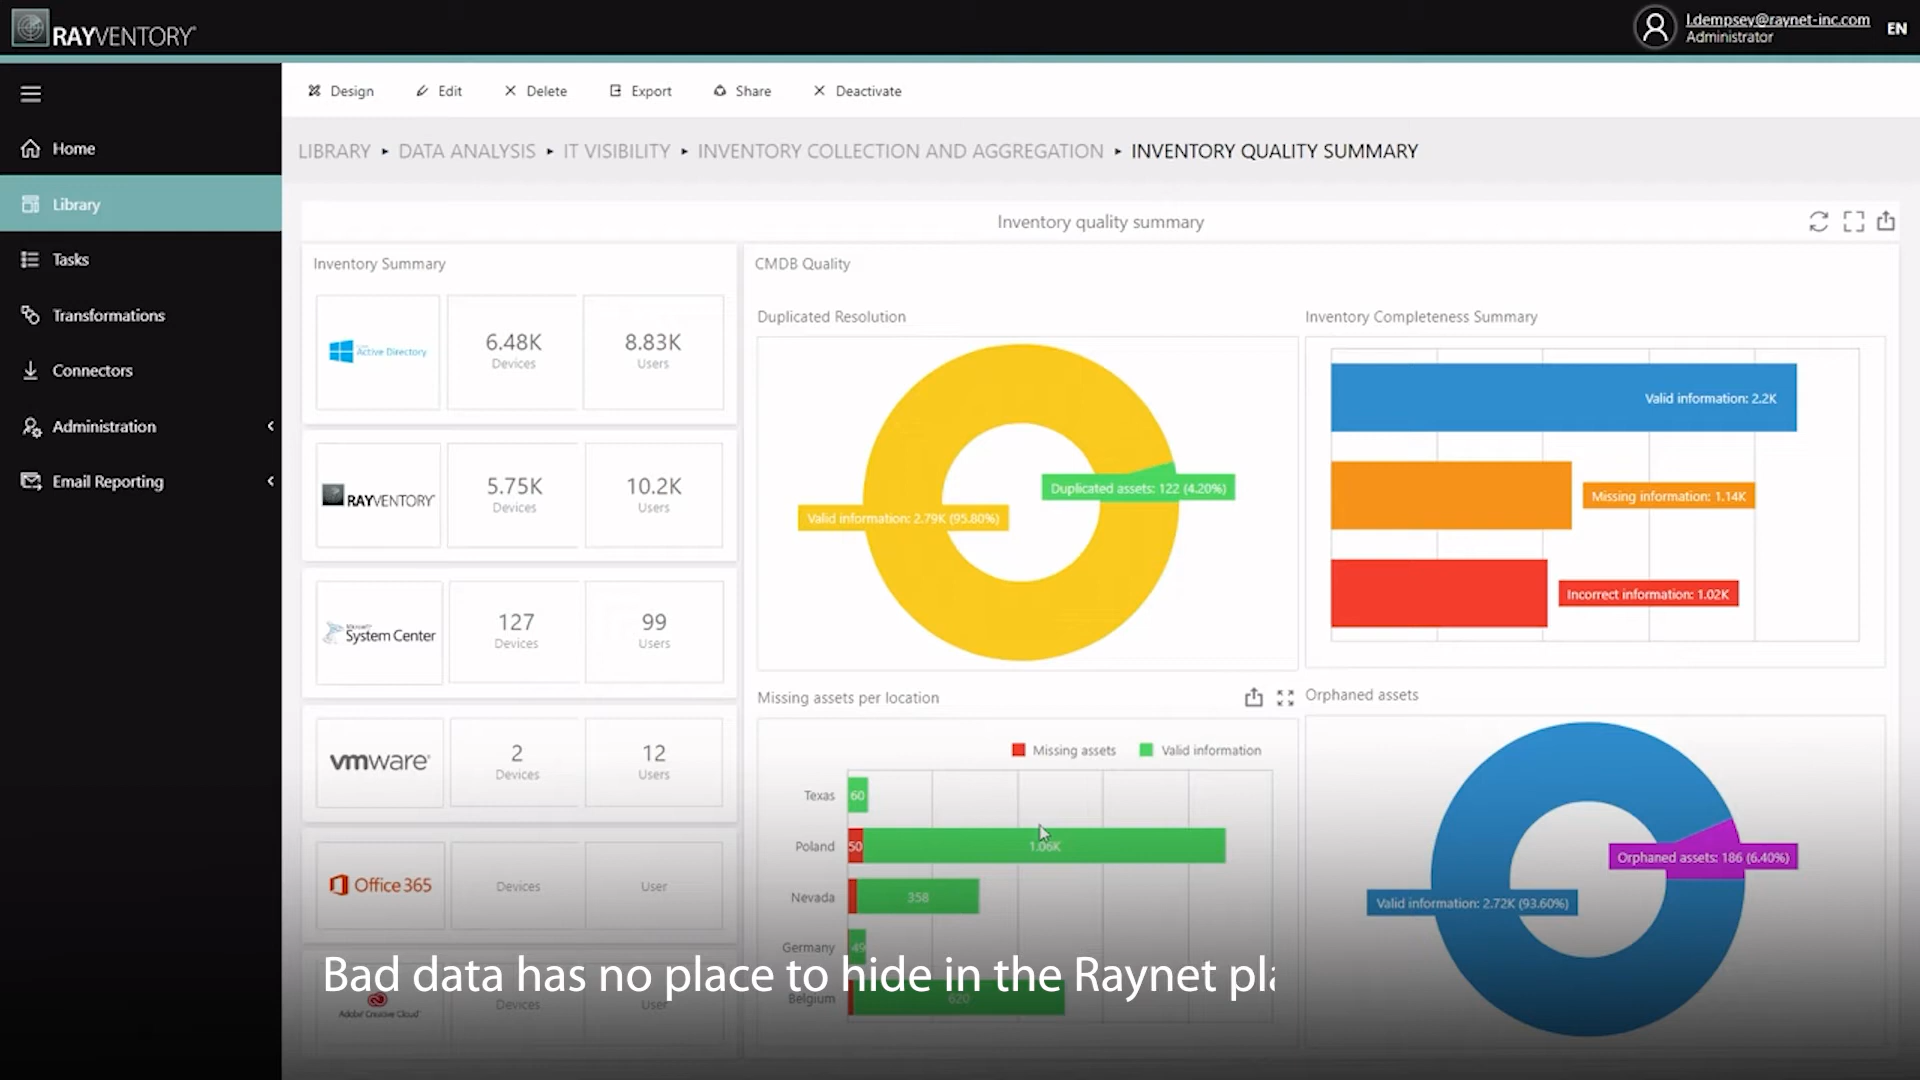 RAYVENTORY
l.dempsey@raynet-inc.com
Administrator
EN
Design Edit Delete Export Share Deactivate
Home
Library
Tasks
Transformations
Connectors
Administration
Email Reporting
LIBRARY ▸ DATA ANALYSIS ▸ IT VISIBILITY ▸ INVENTORY COLLECTION AND AGGREGATION ▸ INVENTORY QUALITY SUMMARY
Inventory quality summary
Inventory Summary
Active Directory
6.48K
Devices
8.83K
Users
RAYVENTORY
5.75K
Devices
10.2K
Users
Microsoft
System Center
127
Devices
99
Users
vmware
2
Devices
12
Users
Office 365
Devices
User
Adobe Creative Cloud
Devices
User
CMDB Quality
Duplicated Resolution
Duplicated assets: 122 (4.20%)
Valid information: 2.79K (95.80%)
Inventory Completeness Summary
Valid information: 2.2K
Missing information: 1.14K
Incorrect information: 1.02K
Missing assets per location
Missing assets
Valid information
Texas 60
Poland 50 1.06K
Nevada 358
Germany 49
Belgium 620
Orphaned assets
Orphaned assets: 186 (6.40%)
Valid information: 2.72K (93.60%)
Bad data has no place to hide in the Raynet pla